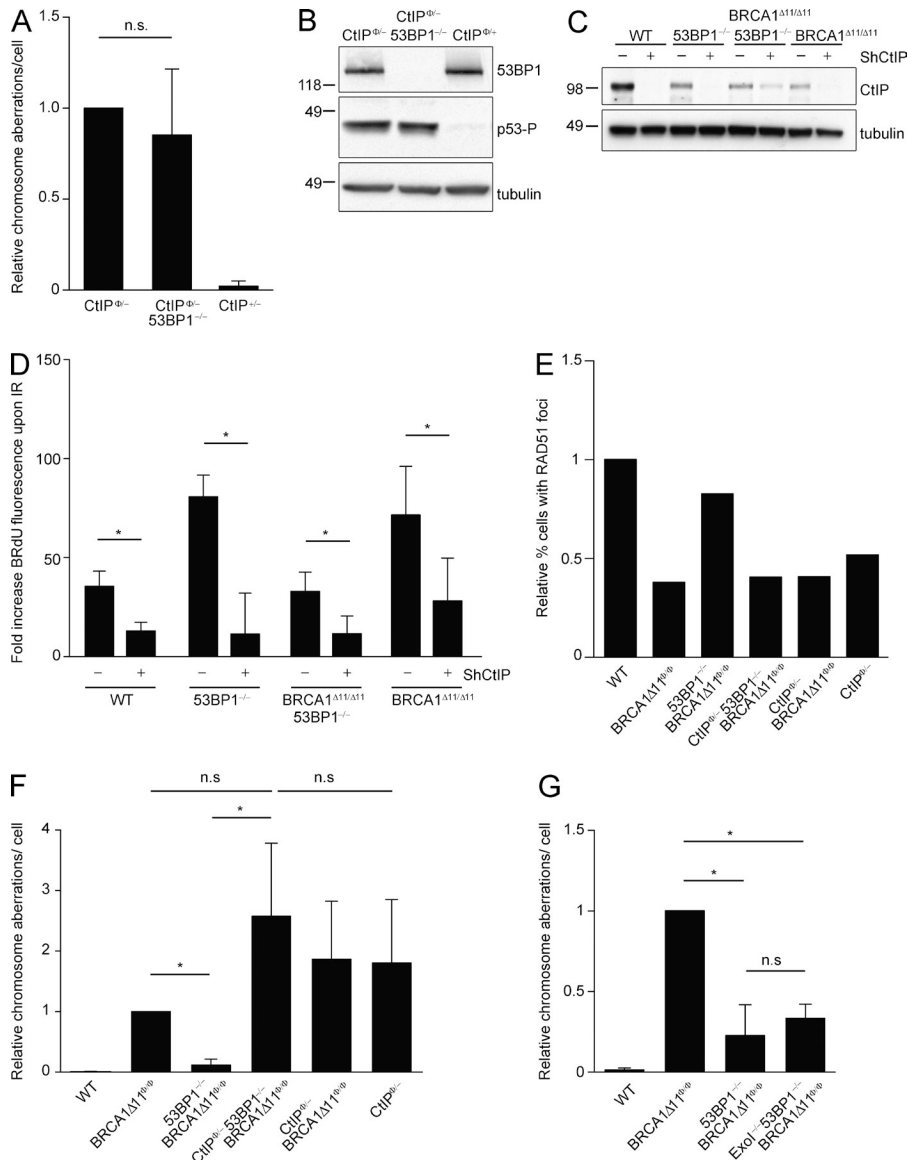 A
Relative chromosome aberrations/cell
n.s.
1.0
0.5
0
CtIPΦ/–
CtIPΦ/–
53BP1–/–
CtIP+/–
B
CtIPΦ/–
CtIPΦ/– 53BP1–/– CtIPΦ/+
118
53BP1
49
p53-P
49
tubulin
C
BRCA1Δ11/Δ11
WT 53BP1–/– 53BP1–/– BRCA1Δ11/Δ11
– + – + – + – + ShCtIP
98
CtIP
49
tubulin
D
Fold increase BRdU fluorescence upon IR
150
100
50
0
*
*
*
*
– + – + – + – + ShCtIP
WT 53BP1–/– BRCA1Δ11/Δ11 BRCA1Δ11/Δ11
53BP1–/–
E
Relative % cells with RAD51 foci
1.5
1
0.5
0
WT
BRCA1Δ11Φ/Φ
53BP1–/–
BRCA1Δ11Φ/Φ
CtIPΦ/– 53BP1–/–
BRCA1Δ11Φ/Φ
CtIPΦ/–
BRCA1Δ11Φ/Φ
CtIPΦ/–
F
Relative chromosome aberrations/ cell
n.s n.s
*
*
4
3
2
1
0
WT
BRCA1Δ11Φ/Φ
53BP1–/–
BRCA1Δ11Φ/Φ
CtIPΦ/– 53BP1–/–
BRCA1Δ11Φ/Φ
CtIPΦ/–
BRCA1Δ11Φ/Φ
CtIPΦ/–
G
Relative chromosome aberrations/ cell
1.5
1
0.5
0
*
*
n.s
WT
BRCA1Δ11Φ/Φ
53BP1–/–
BRCA1Δ11Φ/Φ
ExoI–/–53BP1–/–
BRCA1Δ11Φ/Φ